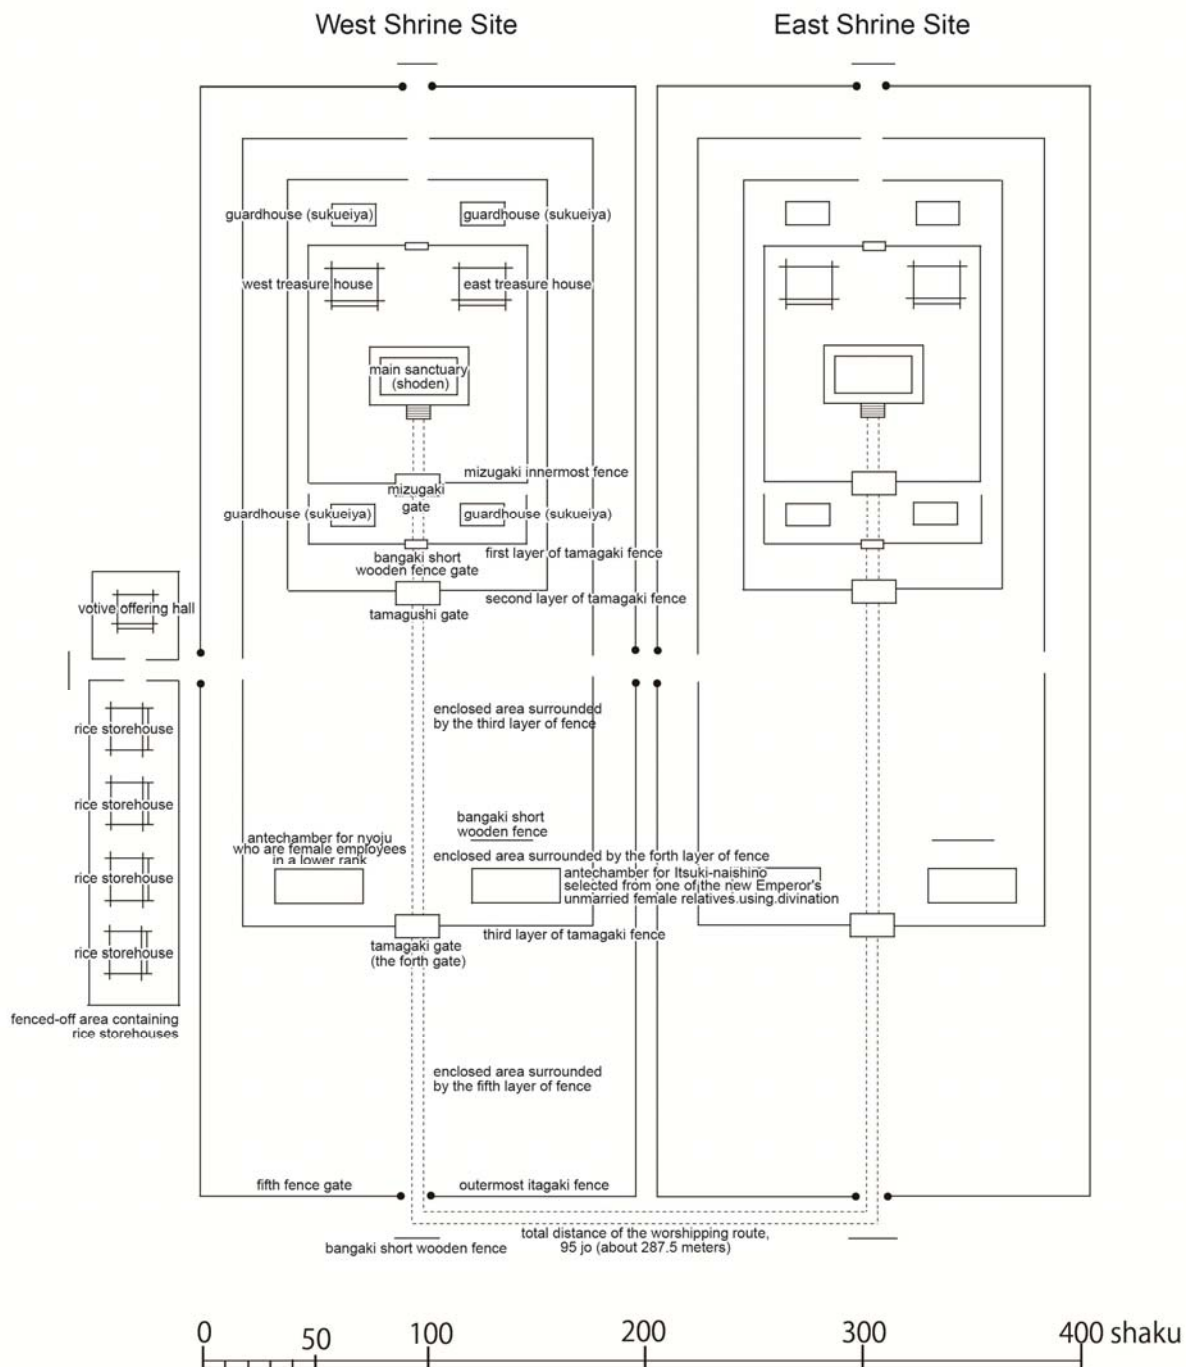 West Shrine Site
East Shrine Site
guardhouse (sukueiya)
guardhouse (sukueiya)
west treasure house
east treasure house
main sanctuary
(shoden)
mizugaki innermost fence
mizugaki
gate
guardhouse (sukueiya)
guardhouse (sukueiya)
first layer of tamagaki fence
bangaki short
wooden fence gate
second layer of tamagaki fence
tamagushi gate
votive offering hall
enclosed area surrounded
by the third layer of fence
rice storehouse
rice storehouse
rice storehouse
rice storehouse
fenced-off area containing
rice storehouses
bangaki short
wooden fence
antechamber for nyoju
who are female employees
in a lower rank
enclosed area surrounded by the forth layer of fence
antechamber for Itsuki-naishino
selected from one of the new Emperor's
unmarried female relatives.using.divination
third layer of tamagaki fence
tamagaki gate
(the forth gate)
enclosed area surrounded
by the fifth layer of fence
fifth fence gate
outermost itagaki fence
total distance of the worshipping route,
95 jo (about 287.5 meters)
bangaki short wooden fence
0 50 100 200 300 400 shaku